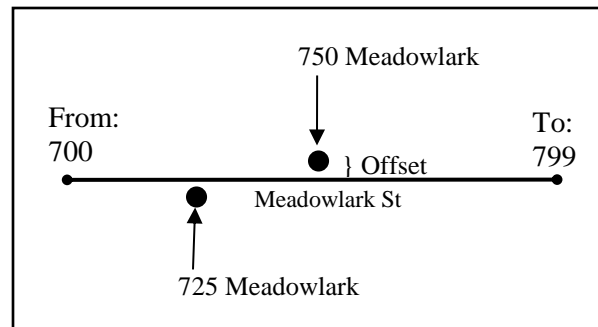 750 Meadowlark
From:
700
To:
799
} Offset
Meadowlark St
725 Meadowlark